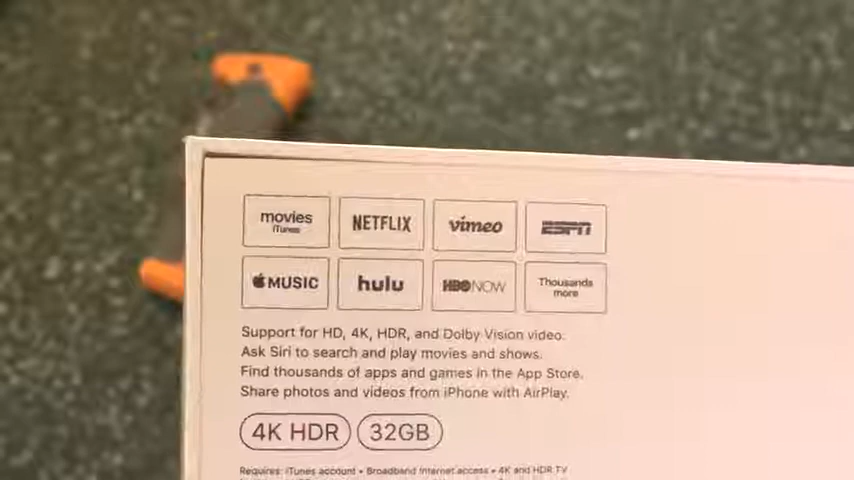 movies
iTunes
NETFLIX
vimeo
ESPN
MUSIC
hulu
HBO NOW
Thousands
more
Support for HD, 4K, HDR, and Dolby Vision video.
Ask Siri to search and play movies and shows.
Find thousands of apps and games in the App Store.
Share photos and videos from iPhone with AirPlay.
4K HDR
32GB
Requires: iTunes account • Broadband Internet access • 4K and HDR TV